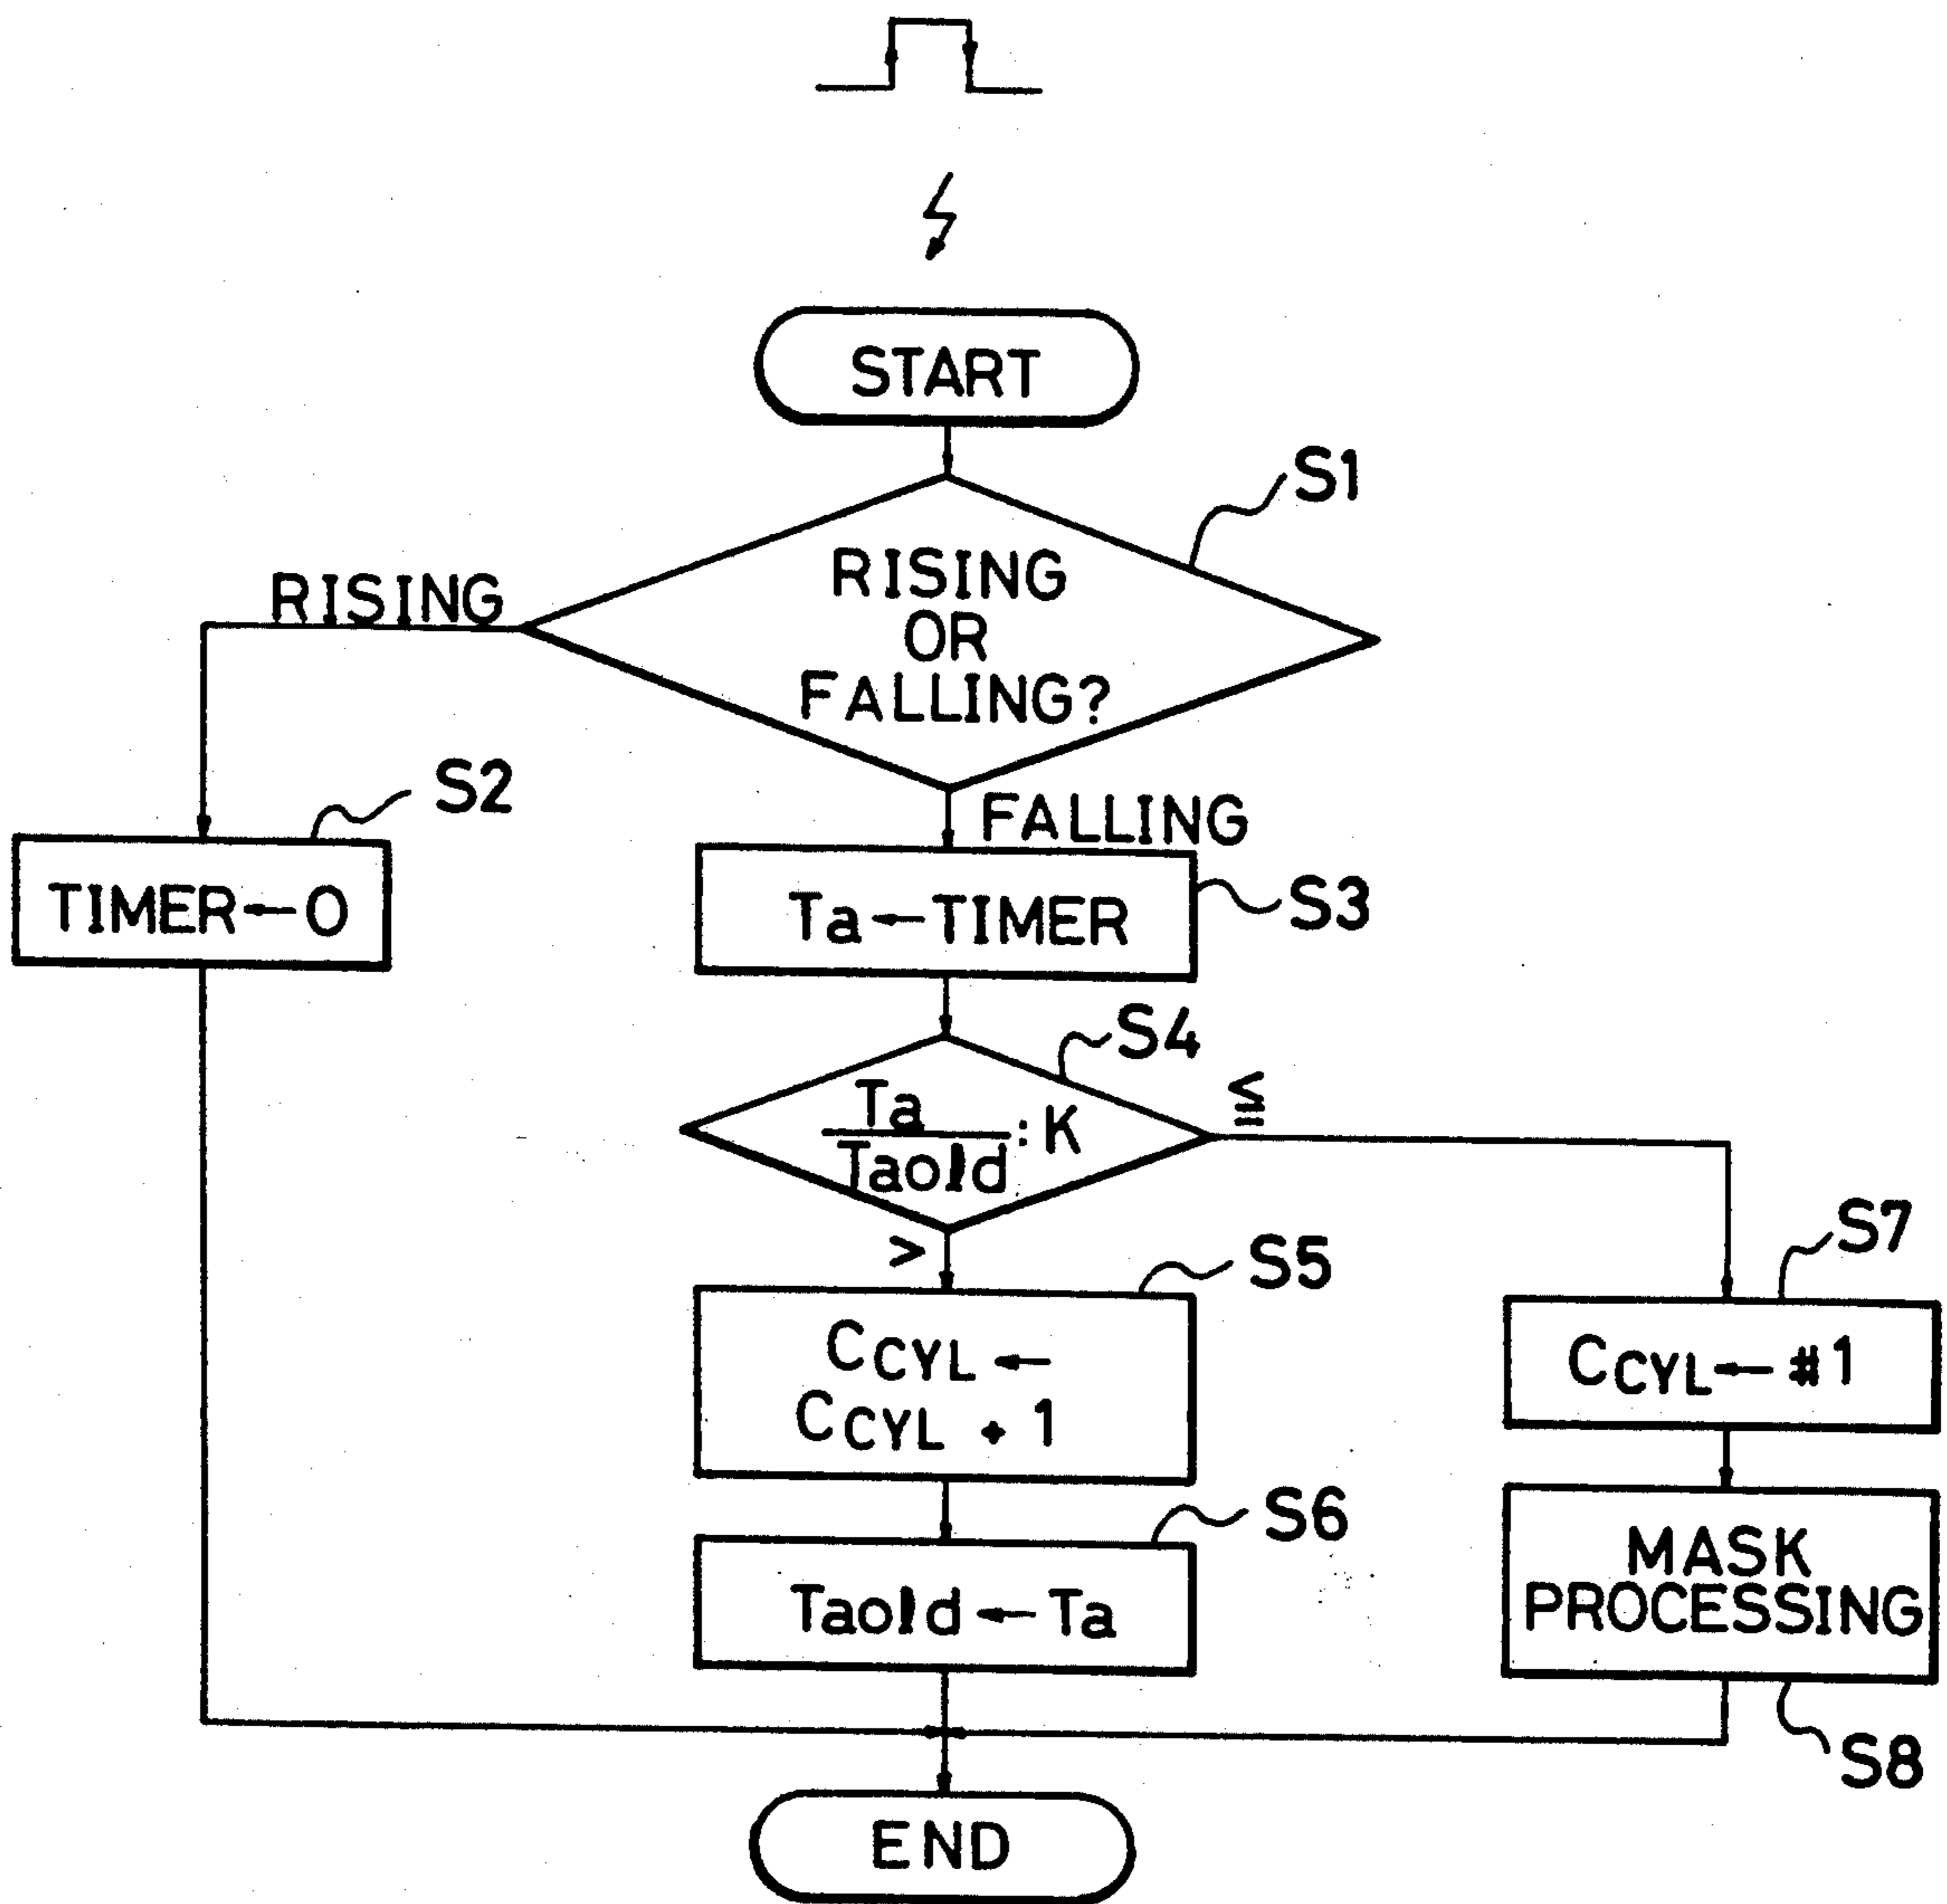 START
S1
RISING
OR
FALLING?
RISING
S2
FALLING
TIMER←0
Ta←TIMER
S3
S4
Ta
Taold
:K
≦
>
S5
S7
CCYL←
CCYL + 1
CCYL←#1
S6
Taold←Ta
MASK
PROCESSING
S8
END